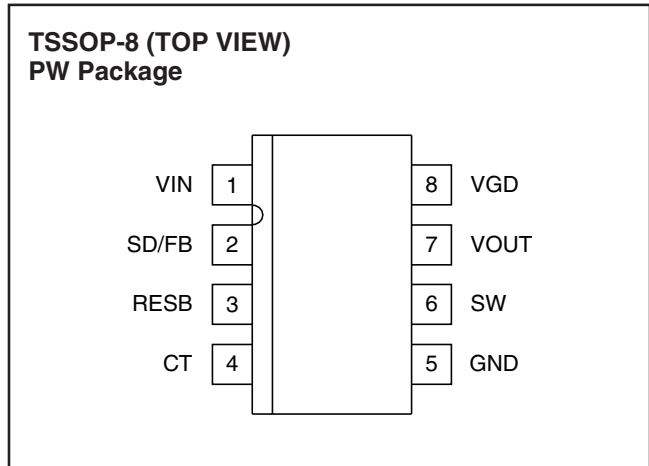 TSSOP-8 (TOP VIEW)
PW Package
VIN 1 8 VGD
SD/FB 2 7 VOUT
RESB 3 6 SW
CT 4 5 GND